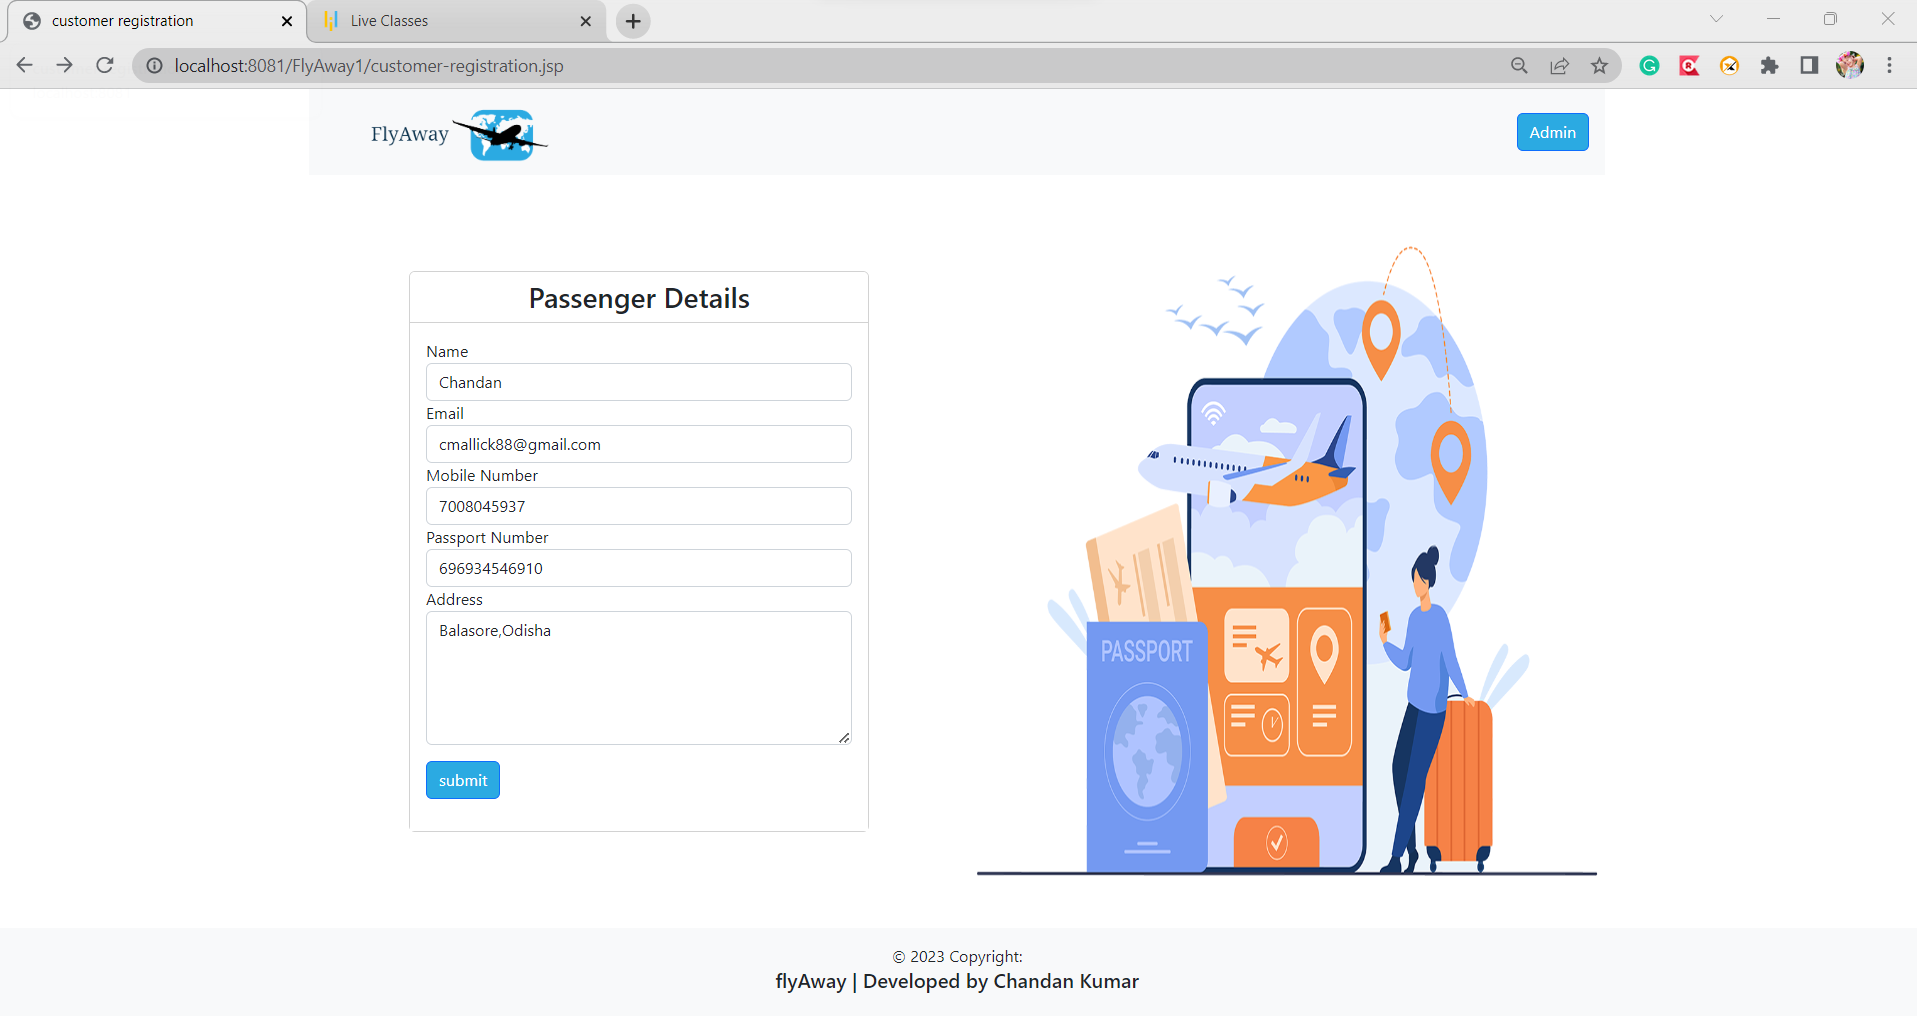 customer registration
Live Classes
localhost:8081/FlyAway1/customer-registration.jsp
FlyAway
Admin
Passenger Details
Name
Chandan
Email
cmallick88@gmail.com
Mobile Number
7008045937
Passport Number
696934546910
Address
Balasore,Odisha
submit
PASSPORT
© 2023 Copyright:
flyAway | Developed by Chandan Kumar